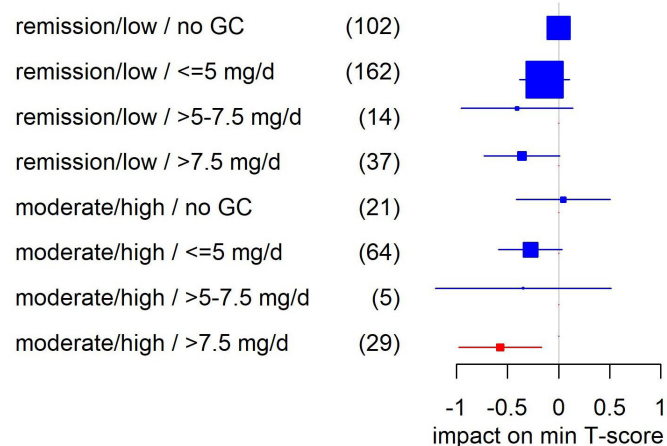 remission/low / no GC (102)
remission/low / <=5 mg/d (162)
remission/low / >5-7.5 mg/d (14)
remission/low / >7.5 mg/d (37)
moderate/high / no GC (21)
moderate/high / <=5 mg/d (64)
moderate/high / >5-7.5 mg/d (5)
moderate/high / >7.5 mg/d (29)
-1 -0.5 0 0.5 1
impact on min T-score